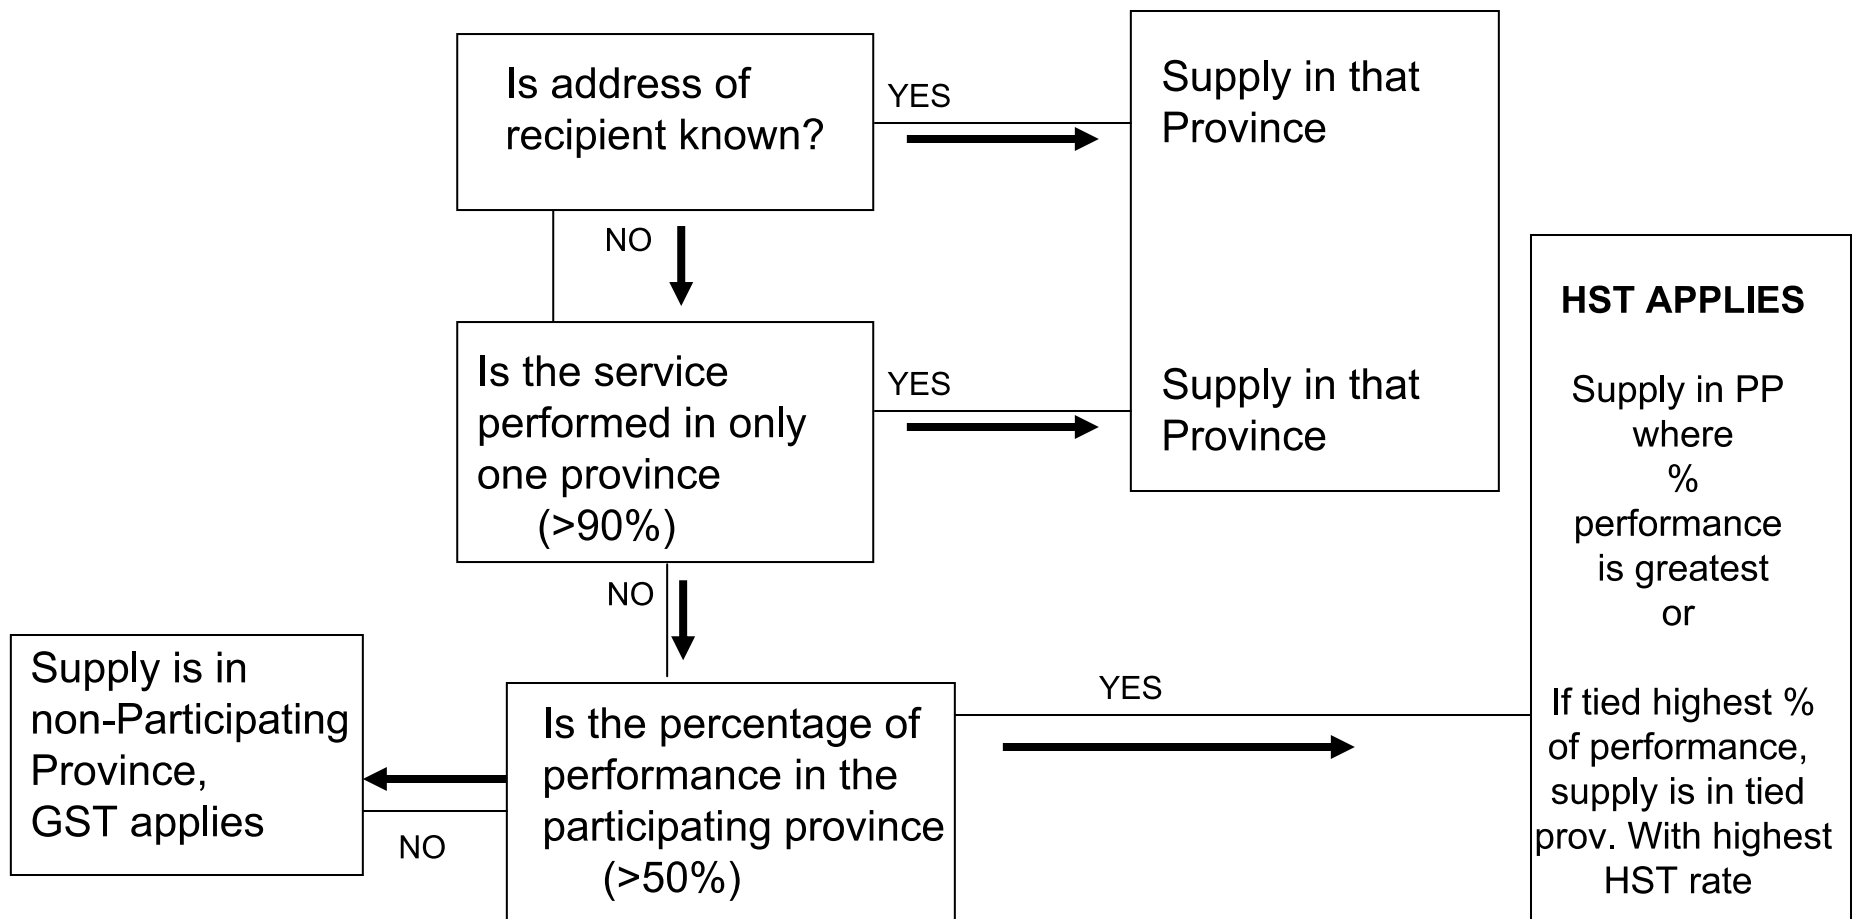 Is address of
recipient known?
YES
Supply in that
Province
NO
Is the service
performed in only
one province
(>90%)
YES
Supply in that
Province
NO
Is the percentage of
performance in the
participating province
(>50%)
NO
Supply is in
non-Participating
Province,
GST applies
YES
HST APPLIES
Supply in PP
where
%
performance
is greatest
or
If tied highest %
of performance,
supply is in tied
prov. With highest
HST rate